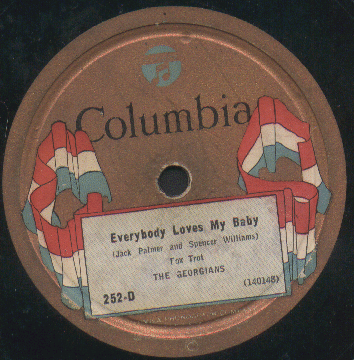 Columbia
Everybody Loves My Baby
(Jack Palmer and Spencer Williams)
Fox Trot
THE GEORGIANS
252-D
(140148)